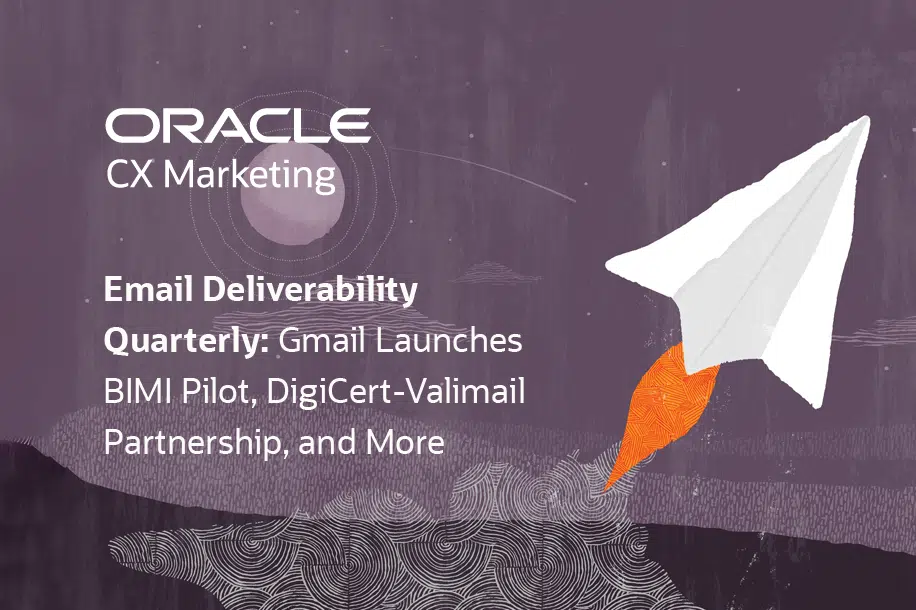 ORACLE
CX Marketing
Email Deliverability
Quarterly: Gmail Launches
BIMI Pilot, DigiCert-Valimail
Partnership, and More